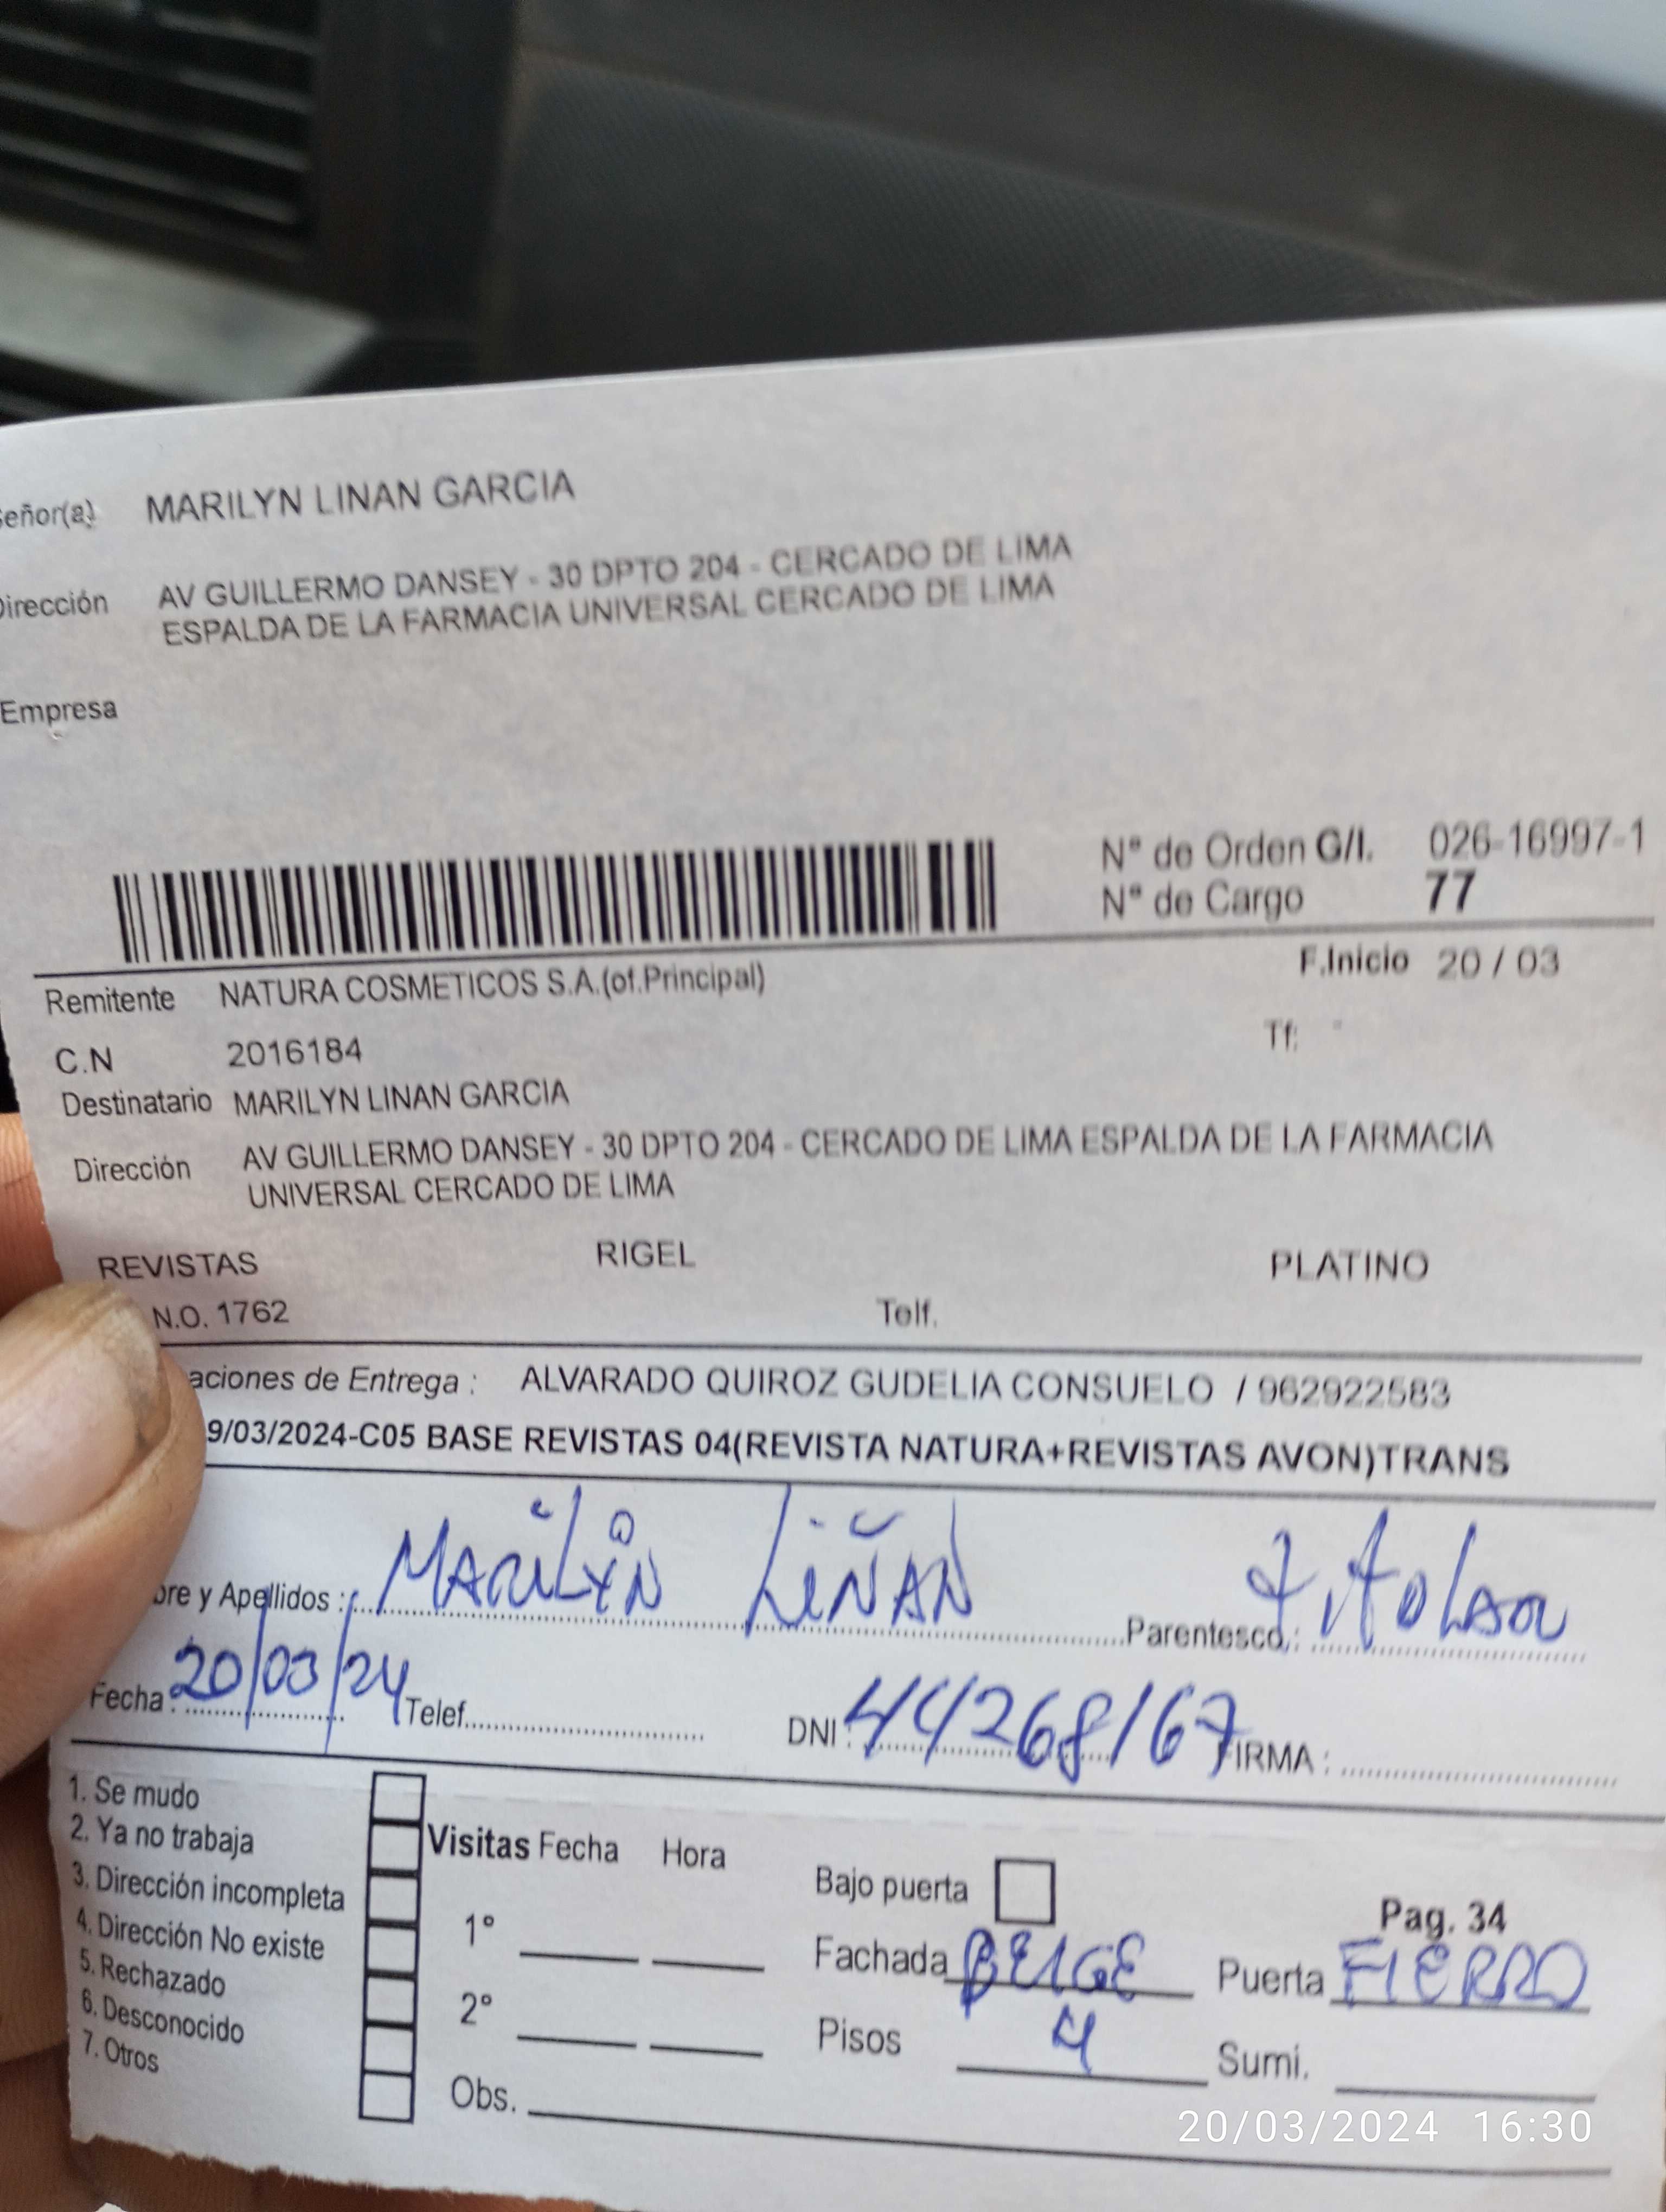 eñor(a) MARILYN LINAN GARCIA
Dirección AV GUILLERMO DANSEY - 30 DPTO 204 - CERCADO DE LIMA
ESPALDA DE LA FARMACIA UNIVERSAL CERCADO DE LIMA
Empresa
N° de Orden G/I. 026-16997-1
N° de Cargo 77
F.Inicio 20 / 03
Remitente NATURA COSMETICOS S.A.(of.Principal)
Tf:
C.N 2016184
Destinatario MARILYN LINAN GARCIA
Dirección AV GUILLERMO DANSEY - 30 DPTO 204 - CERCADO DE LIMA ESPALDA DE LA FARMACIA
UNIVERSAL CERCADO DE LIMA
REVISTAS RIGEL PLATINO
N.O. 1762 Telf.
aciones de Entrega : ALVARADO QUIROZ GUDELIA CONSUELO / 962922583
9/03/2024-C05 BASE REVISTAS 04(REVISTA NATURA+REVISTAS AVON)TRANS
bre y Apellidos : MARILYN LIÑAN Parentesco.:
Fecha : 20/03/24 Telef. DNI : 44268167 FIRMA :
1. Se mudo
2. Ya no trabaja
3. Dirección incompleta
4. Dirección No existe
5. Rechazado
6. Desconocido
7. Otros
Visitas Fecha Hora
1°
2°
Obs.
Bajo puerta
Pag. 34
Fachada BEIGE Puerta FIERRO
Pisos 4 Sumi.
20/03/2024 16:30